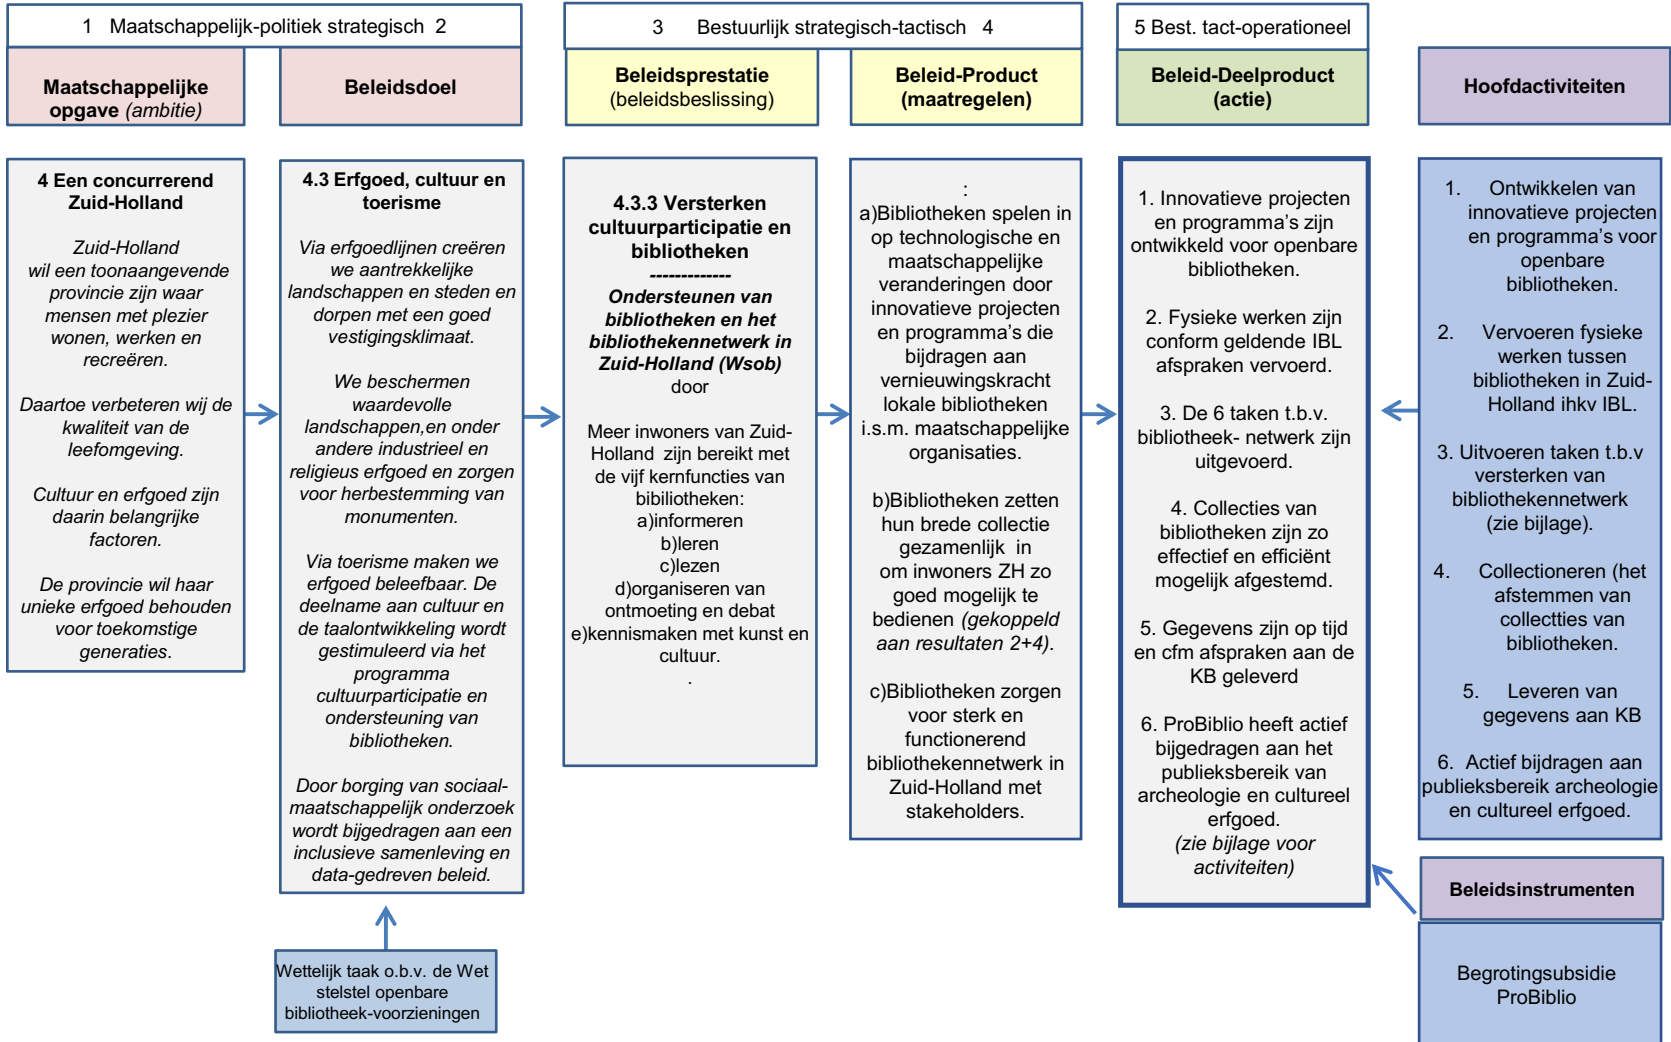 1 Maatschappelijk-politiek strategisch 2
3 Bestuurlijk strategisch-tactisch 4
5 Best. tact-operationeel
Maatschappelijke
opgave (ambitie)
Beleidsdoel
Beleidsprestatie
(beleidsbeslissing)
Beleid-Product
(maatregelen)
Beleid-Deelproduct
(actie)
Hoofdactiviteiten
4 Een concurrerend
Zuid-Holland
Zuid-Holland
wil een toonaangevende
provincie zijn waar
mensen met plezier
wonen, werken en
recreëren.
Daartoe verbeteren wij de
kwaliteit van de
leefomgeving.
Cultuur en erfgoed zijn
daarin belangrijke
factoren.
De provincie wil haar
unieke erfgoed behouden
voor toekomstige
generaties.
4.3 Erfgoed, cultuur en
toerisme
Via erfgoedlijnen creëren
we aantrekkelijke
landschappen en steden en
dorpen met een goed
vestigingsklimaat.
We beschermen
waardevolle
landschappen,en onder
andere industrieel en
religieus erfgoed en zorgen
voor herbestemming van
monumenten.
Via toerisme maken we
erfgoed beleefbaar. De
deelname aan cultuur en
de taalontwikkeling wordt
gestimuleerd via het
programma
cultuurparticipatie en
ondersteuning van
bibliotheken.
Door borging van sociaal-
maatschappelijk onderzoek
wordt bijgedragen aan een
inclusieve samenleving en
data-gedreven beleid.
Wettelijk taak o.b.v. de Wet
stelstel openbare
bibliotheek-voorzieningen
4.3.3 Versterken
cultuurparticipatie en
bibliotheken
-------------
Ondersteunen van
bibliotheken en het
bibliothekennetwerk in
Zuid-Holland (Wsob)
door
Meer inwoners van Zuid-
Holland zijn bereikt met
de vijf kernfuncties van
bibiliotheken:
a)informeren
b)leren
c)lezen
d)organiseren van
ontmoeting en debat
e)kennismaken met kunst en
cultuur.
.
:
a)Bibliotheken spelen in
op technologische en
maatschappelijke
veranderingen door
innovatieve projecten
en programma's die
bijdragen aan
vernieuwingskracht
lokale bibliotheken
i.s.m. maatschappelijke
organisaties.
b)Bibliotheken zetten
hun brede collectie
gezamenlijk in
om inwoners ZH zo
goed mogelijk te
bedienen (gekoppeld
aan resultaten 2+4).
c)Bibliotheken zorgen
voor sterk en
functionerend
bibliothekennetwerk in
Zuid-Holland met
stakeholders.
1. Innovatieve projecten
en programma's zijn
ontwikkeld voor openbare
bibliotheken.
2. Fysieke werken zijn
conform geldende IBL
afspraken vervoerd.
3. De 6 taken t.b.v.
bibliotheek- netwerk zijn
uitgevoerd.
4. Collecties van
bibliotheken zijn zo
effectief en efficiënt
mogelijk afgestemd.
5. Gegevens zijn op tijd
en cfm afspraken aan de
KB geleverd
6. ProBiblio heeft actief
bijgedragen aan het
publieksbereik van
archeologie en cultureel
erfgoed.
(zie bijlage voor
activiteiten)
1. Ontwikkelen van
innovatieve projecten
en programma's voor
openbare
bibliotheken.
2. Vervoeren fysieke
werken tussen
bibliotheken in Zuid-
Holland ihkv IBL.
3. Uitvoeren taken t.b.v
versterken van
bibliothekennetwerk
(zie bijlage).
4. Collectioneren (het
afstemmen van
collectties van
bibliotheken.
5. Leveren van
gegevens aan KB
6. Actief bijdragen aan
publieksbereik archeologie
en cultureel erfgoed.
Beleidsinstrumenten
Begrotingsubsidie
ProBiblio